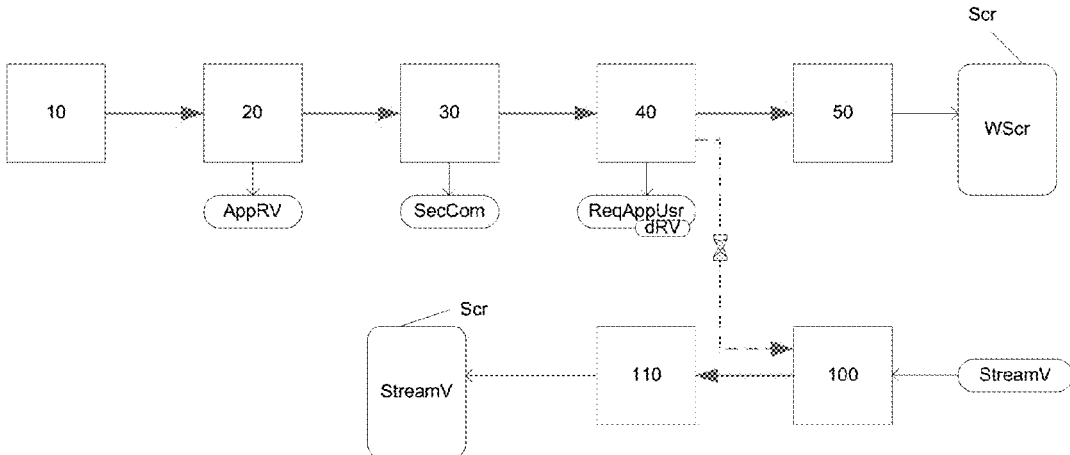 Scr
10
20
30
40
50
WScr
AppRV
SecCom
ReqAppUsr
dRV
Scr
StreamV
110
100
StreamV